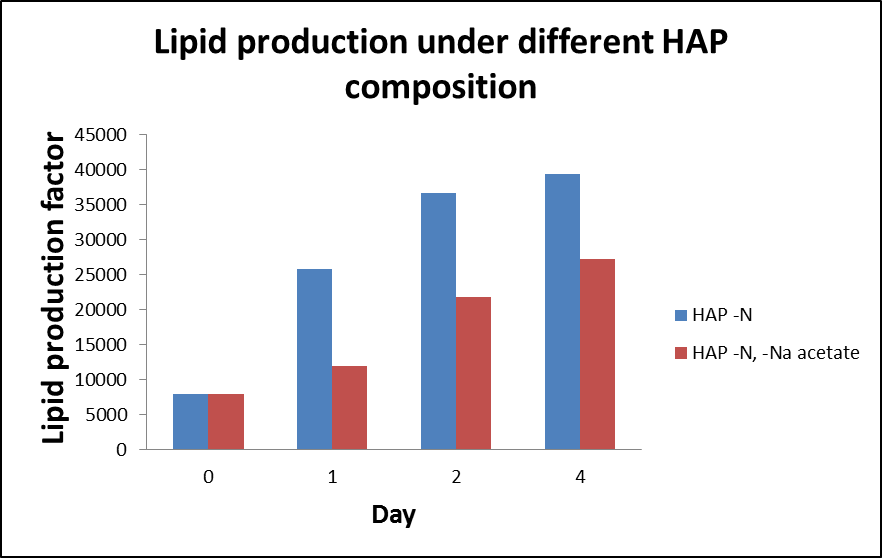 Lipid production under different HAP
composition
Lipid production factor
45000
40000
35000
30000
25000
20000
15000
10000
5000
0
0 1 2 4
Day
HAP -N
HAP -N, -Na acetate